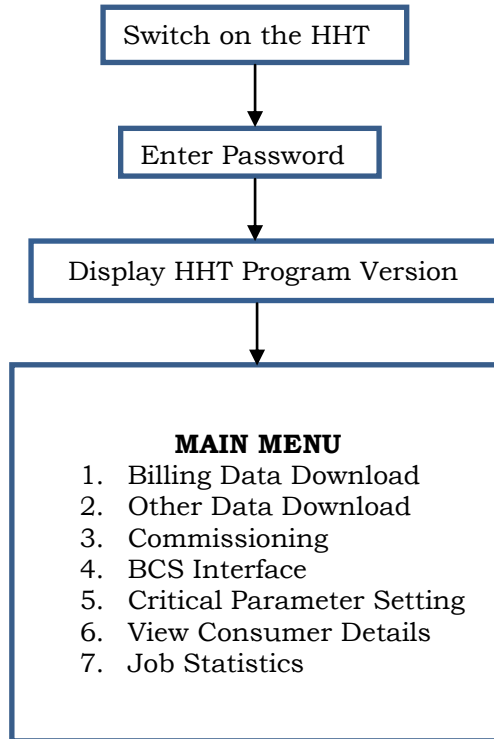 Switch on the HHT
Enter Password
Display HHT Program Version
MAIN MENU
1. Billing Data Download
2. Other Data Download
3. Commissioning
4. BCS Interface
5. Critical Parameter Setting
6. View Consumer Details
7. Job Statistics